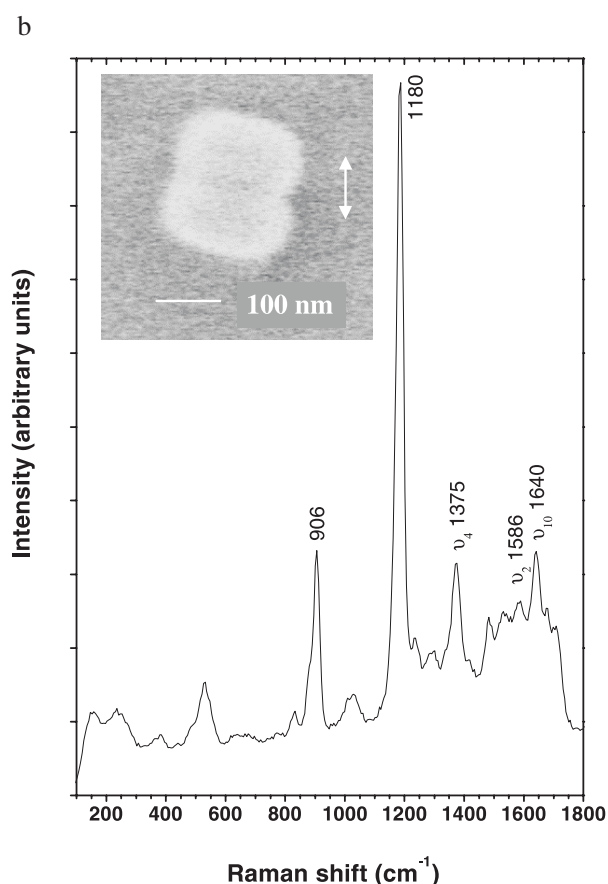 b
Intensity (arbitrary units)
100 nm
906
1180
υ₄ 1375
υ₂ 1586
υ₁₀ 1640
200 400 600 800 1000 1200 1400 1600 1800
Raman shift (cm⁻¹)